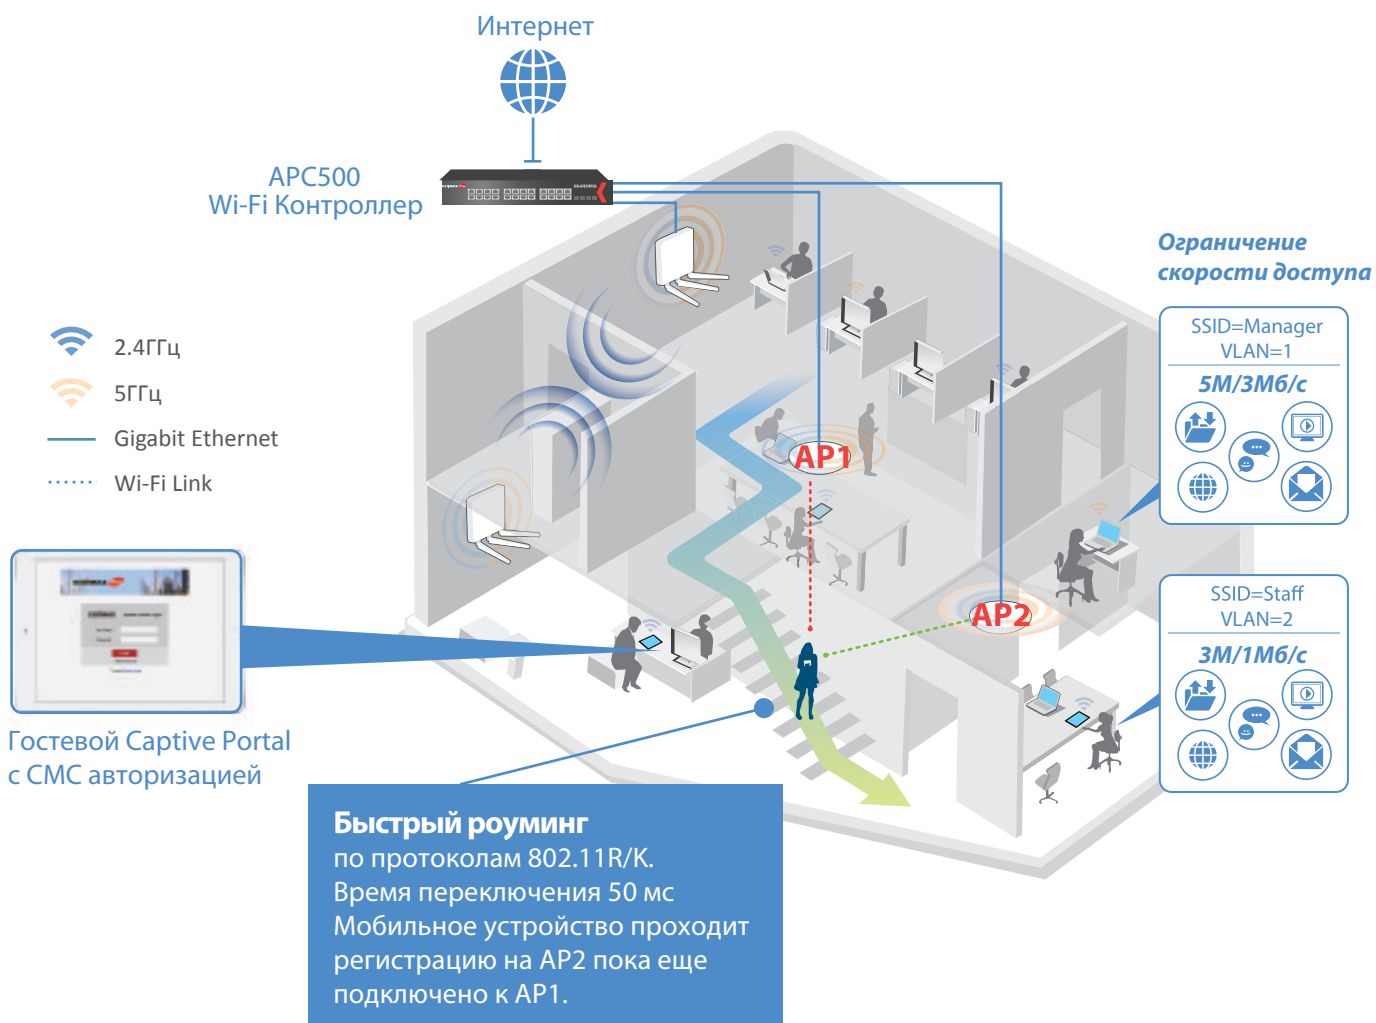 Интернет
APC500
Wi-Fi Контроллер
Ограничение
скорости доступа
SSID=Manager
VLAN=1
5М/3Мб/с
2.4ГГц
5ГГц
Gigabit Ethernet
Wi-Fi Link
AP1
AP2
SSID=Staff
VLAN=2
3М/1Мб/с
Гостевой Captive Portal
с СМС авторизацией
Быстрый роуминг
по протоколам 802.11R/K.
Время переключения 50 мс
Мобильное устройство проходит
регистрацию на AP2 пока еще
подключено к AP1.